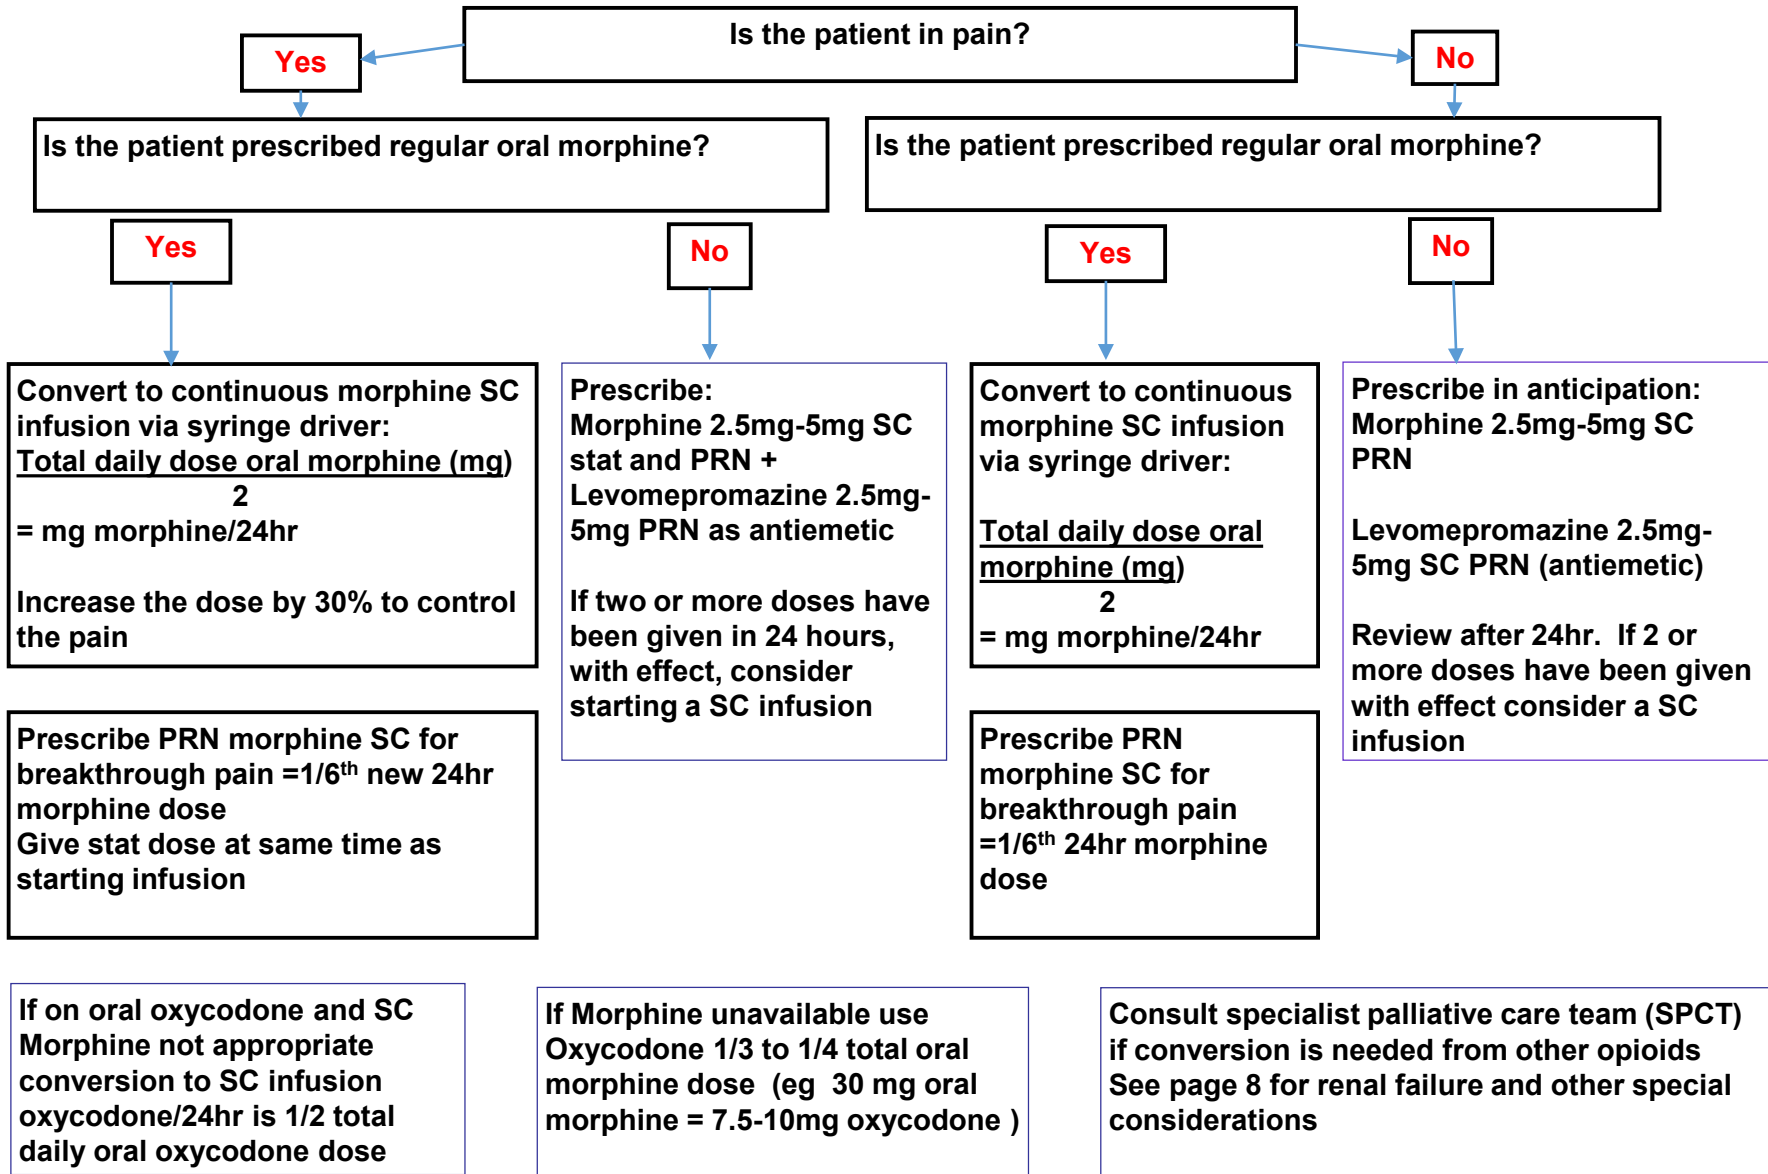 Is the patient in pain?
Yes
No
Is the patient prescribed regular oral morphine?
Is the patient prescribed regular oral morphine?
Yes
No
Yes
No
Convert to continuous morphine SC
infusion via syringe driver:
Total daily dose oral morphine (mg)
2
= mg morphine/24hr
Increase the dose by 30% to control
the pain
Prescribe PRN morphine SC for
breakthrough pain =1/6th new 24hr
morphine dose
Give stat dose at same time as
starting infusion
Prescribe:
Morphine 2.5mg-5mg SC
stat and PRN +
Levomepromazine 2.5mg-
5mg PRN as antiemetic
If two or more doses have
been given in 24 hours,
with effect, consider
starting a SC infusion
Convert to continuous
morphine SC infusion
via syringe driver:
Total daily dose oral
morphine (mg)
2
= mg morphine/24hr
Prescribe PRN
morphine SC for
breakthrough pain
=1/6th 24hr morphine
dose
Prescribe in anticipation:
Morphine 2.5mg-5mg SC
PRN
Levomepromazine 2.5mg-
5mg SC PRN (antiemetic)
Review after 24hr.  If 2 or
more doses have been given
with effect consider a SC
infusion
If on oral oxycodone and SC
Morphine not appropriate
conversion to SC infusion
oxycodone/24hr is 1/2 total
daily oral oxycodone dose
If Morphine unavailable use
Oxycodone 1/3 to 1/4 total oral
morphine dose  (eg  30 mg oral
morphine = 7.5-10mg oxycodone )
Consult specialist palliative care team (SPCT)
if conversion is needed from other opioids
See page 8 for renal failure and other special
considerations